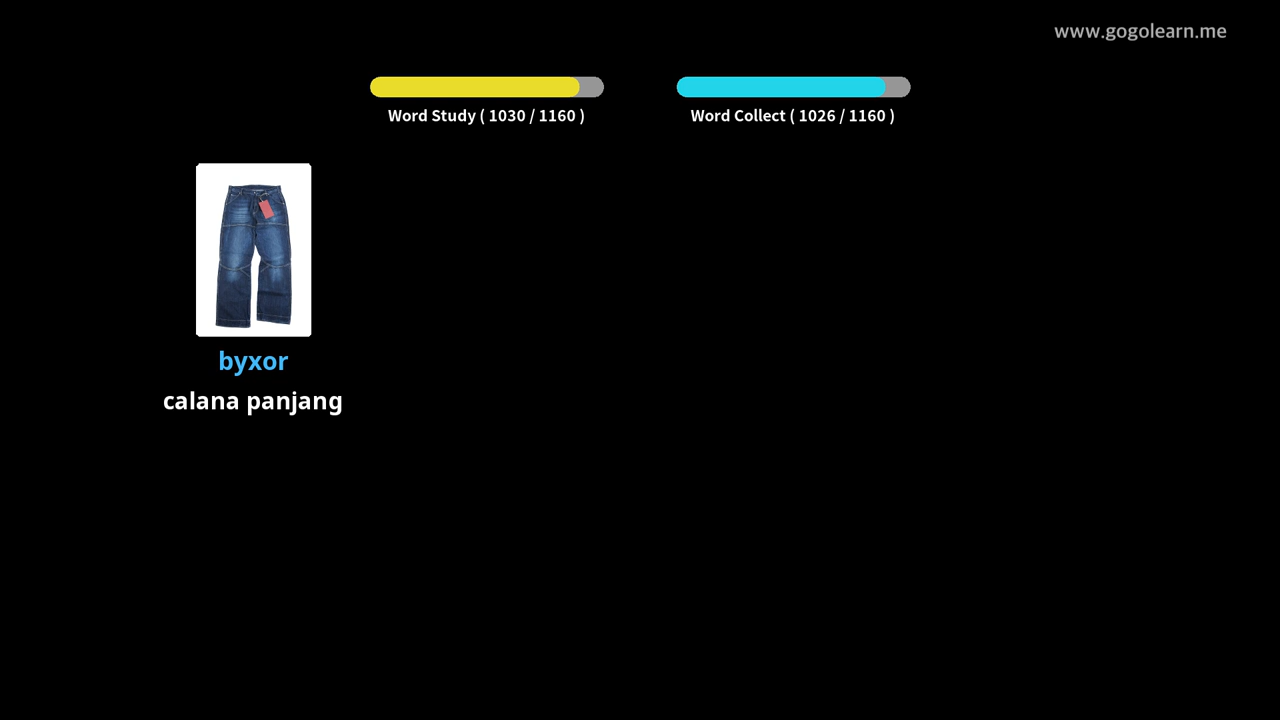 www.gogolearn.me
Word Study ( 1030 / 1160 )
Word Collect ( 1026 / 1160 )
byxor
calana panjang